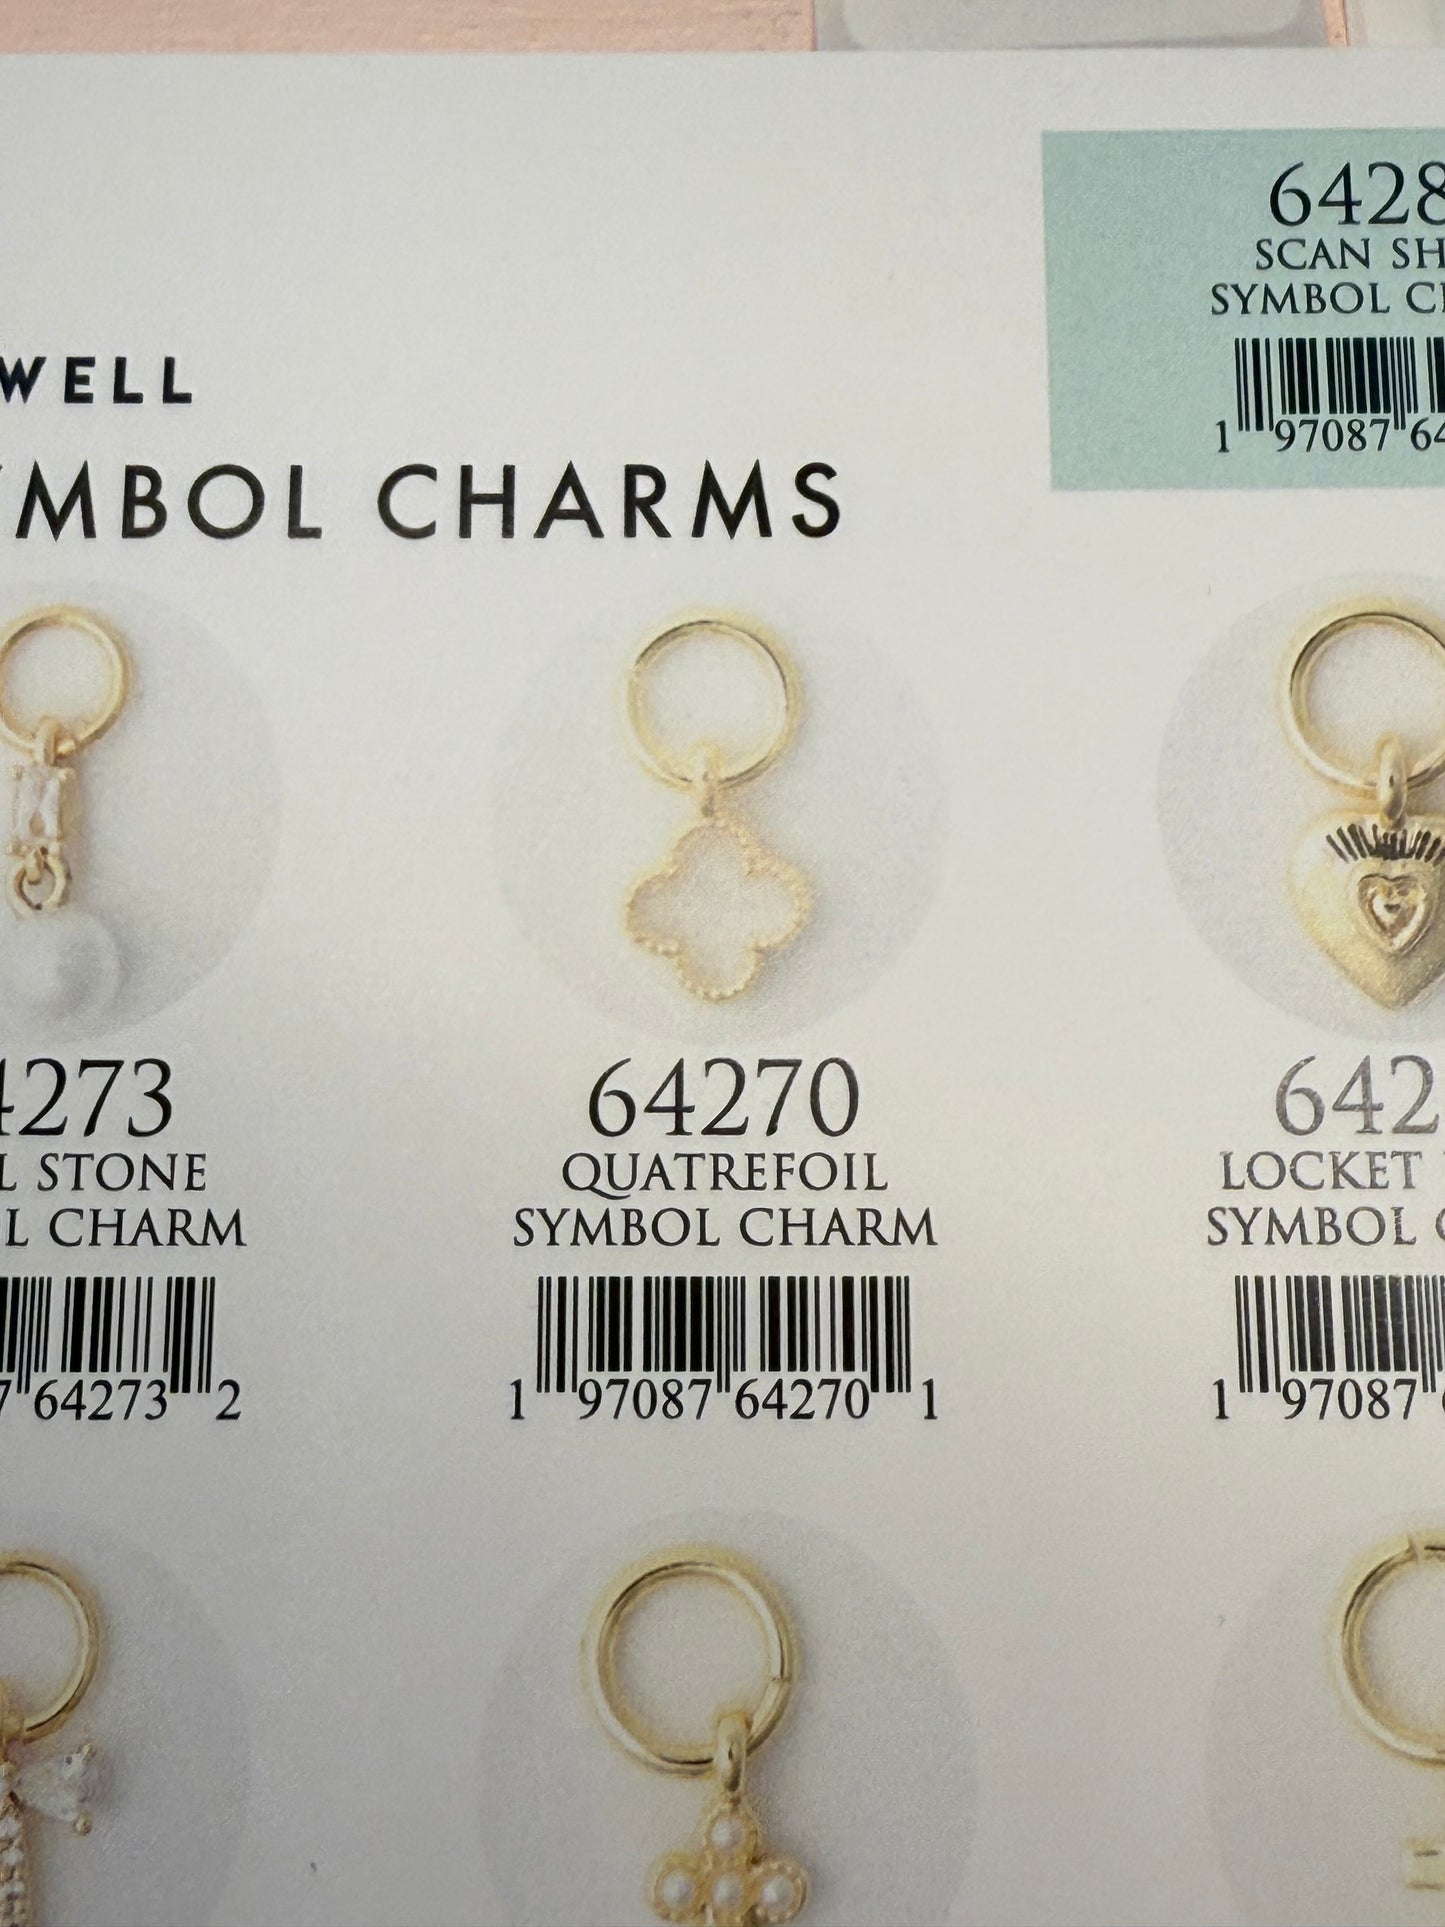 6428
SCAN SH
SYMBOL C
1 97087 64
WELL
YMBOL CHARMS
4273
L STONE
L CHARM
7 64273 2
64270
QUATREFOIL
SYMBOL CHARM
1 97087 64270 1
642
LOCKET
SYMBOL
1 97087